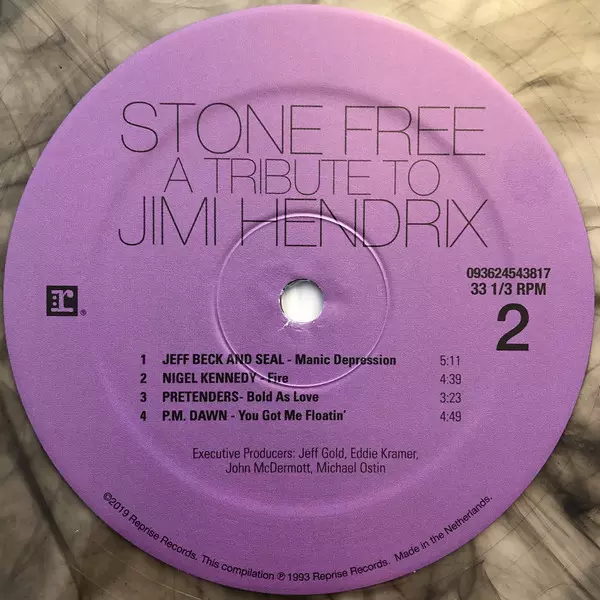 STONE FREE
A TRIBUTE TO
JIMI HENDRIX
093624543817
33 1/3 RPM
2
r®
1 JEFF BECK AND SEAL - Manic Depression 5:11
2 NIGEL KENNEDY - Fire 4:39
3 PRETENDERS- Bold As Love 3:23
4 P.M. DAWN - You Got Me Floatin' 4:49
Executive Producers: Jeff Gold, Eddie Kramer,
John McDermott, Michael Ostin
©2019 Reprise Records. This compilation ℗ 1993 Reprise Records. Made in the Netherlands.